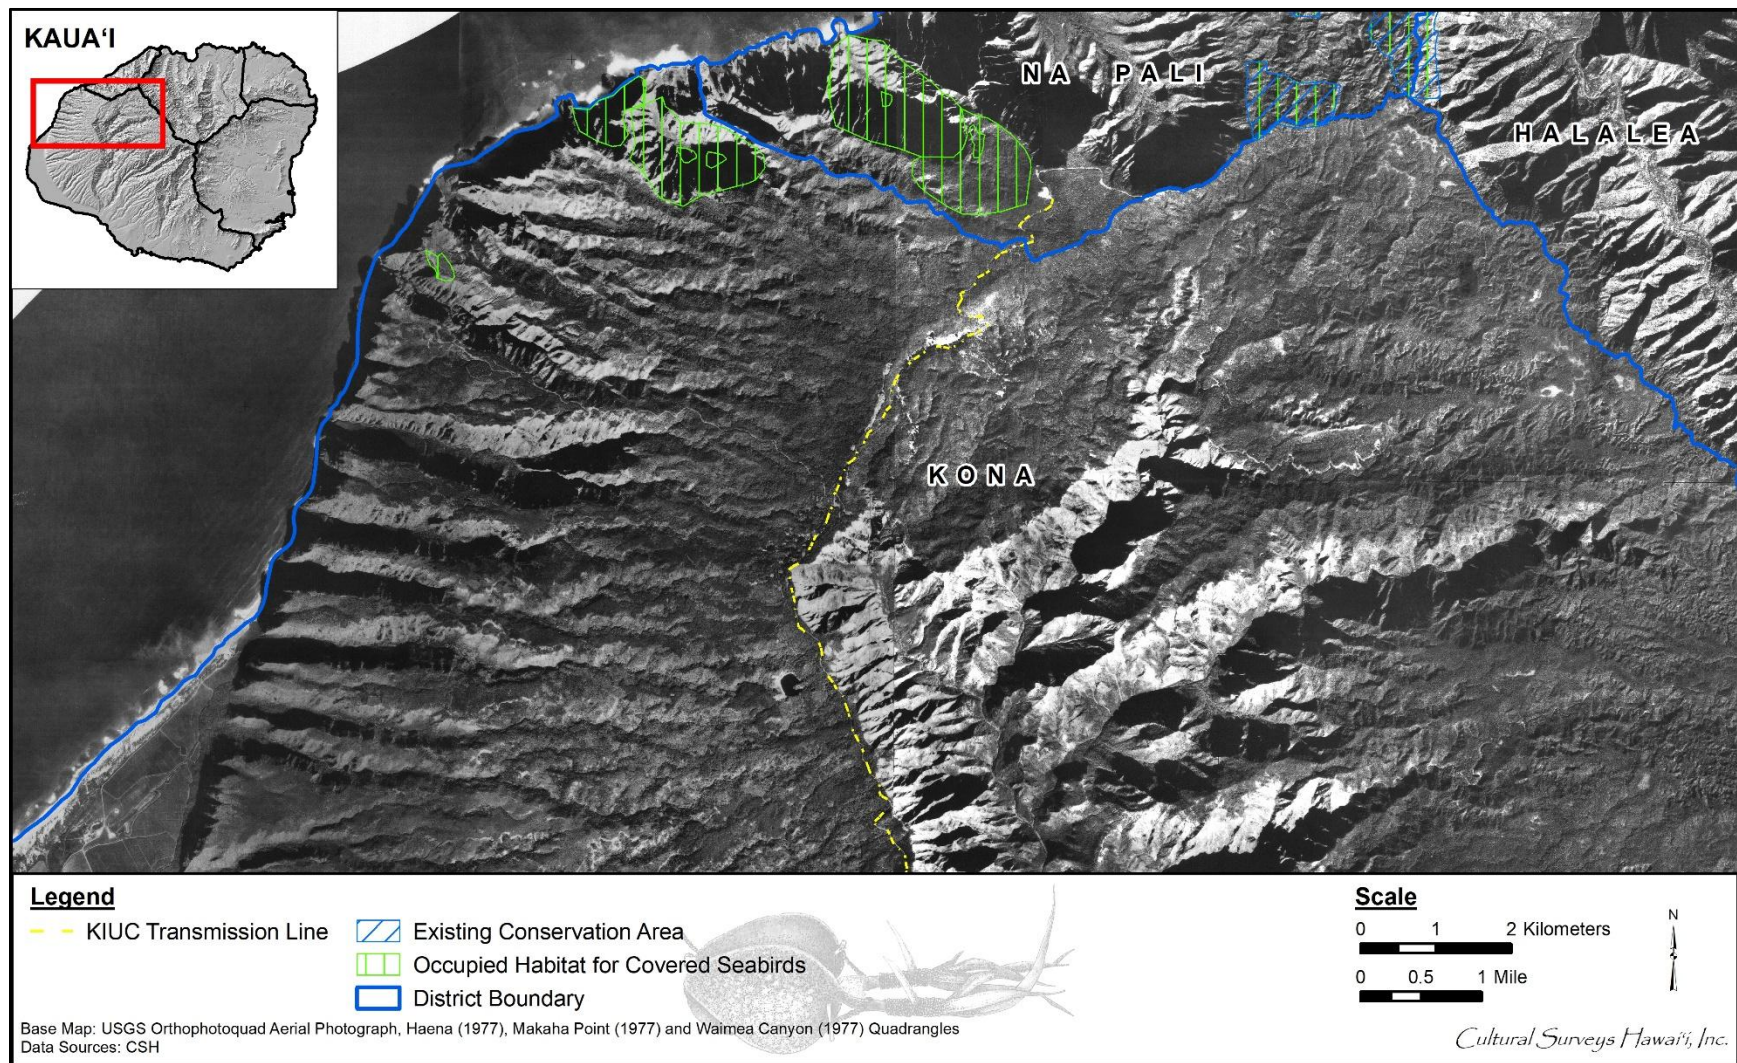 KAUA‘I
NA PALI
HALALEA
KONA
Legend
KIUC Transmission Line
Existing Conservation Area
Occupied Habitat for Covered Seabirds
District Boundary
Scale
0 1 2 Kilometers
0 0.5 1 Mile
N
Base Map: USGS Orthophotoquad Aerial Photograph, Haena (1977), Makaha Point (1977) and Waimea Canyon (1977) Quadrangles
Data Sources: CSH
Cultural Surveys Hawai‘i, Inc.